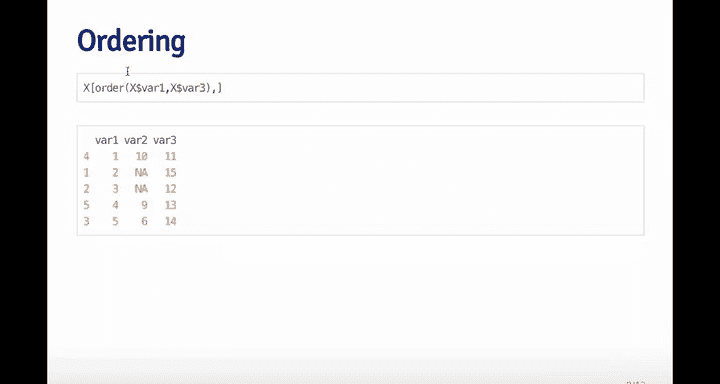 Ordering
X[order(X$var1,X$var3),]
var1 var2 var3
4 1 10 11
1 2 NA 15
2 3 NA 12
5 4 9 13
3 5 6 14